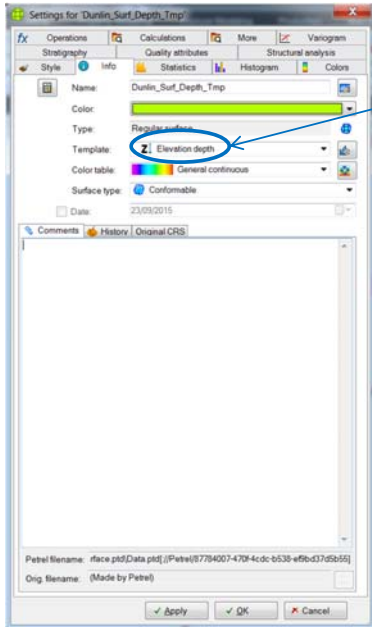 Settings for 'Dunlin_Surf_Depth_Tmp'
X
fx Operations Calculations More Variogram
Stratigraphy Quality attributes Structural analysis
Style Info Statistics Histogram Colors
Name: Dunlin_Surf_Depth_Tmp
Color:
Type: Regular surface
Template: Z Elevation depth
Color table: General continuous
Surface type: Conformable
Date: 23/09/2015
Comments History Original CRS
Petrel filename: rface.ptd\Data.ptd[://Petrel/87784007-470f-4cdc-b538-ef9bd37d5b55]
Orig. filename: (Made by Petrel)
Apply OK Cancel